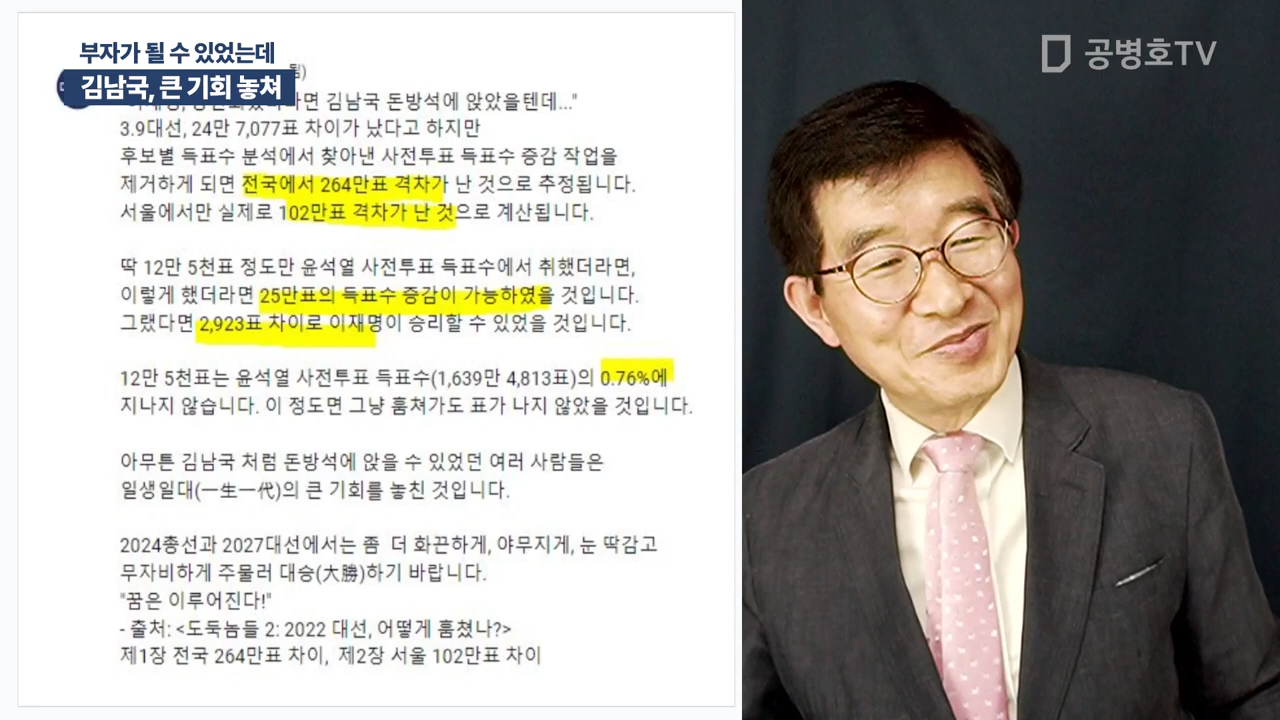 부자가 될 수 있었는데
김남국, 큰 기회 놓쳐
공병호TV
면 김남국 돈방석에 앉았을텐데..."
3.9대선, 24만 7,077표 차이가 났다고 하지만
후보별 득표수 분석에서 찾아낸 사전투표 득표수 증감 작업을
제거하게 되면 전국에서 264만표 격차가 난 것으로 추정됩니다.
서울에서만 실제로 102만표 격차가 난 것으로 계산됩니다.
딱 12만 5천표 정도만 윤석열 사전투표 득표수에서 취했더라면,
이렇게 했더라면 25만표의 득표수 증감이 가능하였을 것입니다.
그랬다면 2,923표 차이로 이재명이 승리할 수 있었을 것입니다.
12만 5천표는 윤석열 사전투표 득표수(1,639만 4,813표)의 0.76%에
지나지 않습니다. 이 정도면 그냥 훔쳐가도 표가 나지 않았을 것입니다.
아무튼 김남국 처럼 돈방석에 앉을 수 있었던 여러 사람들은
일생일대(一生一代)의 큰 기회를 놓친 것입니다.
2024총선과 2027대선에서는 좀 더 화끈하게, 야무지게, 눈 딱감고
무자비하게 주물러 대승(大勝)하기 바랍니다.
"꿈은 이루어진다!"
- 출처: <도둑놈들 2: 2022 대선, 어떻게 훔쳤나?>
제1장 전국 264만표 차이, 제2장 서울 102만표 차이